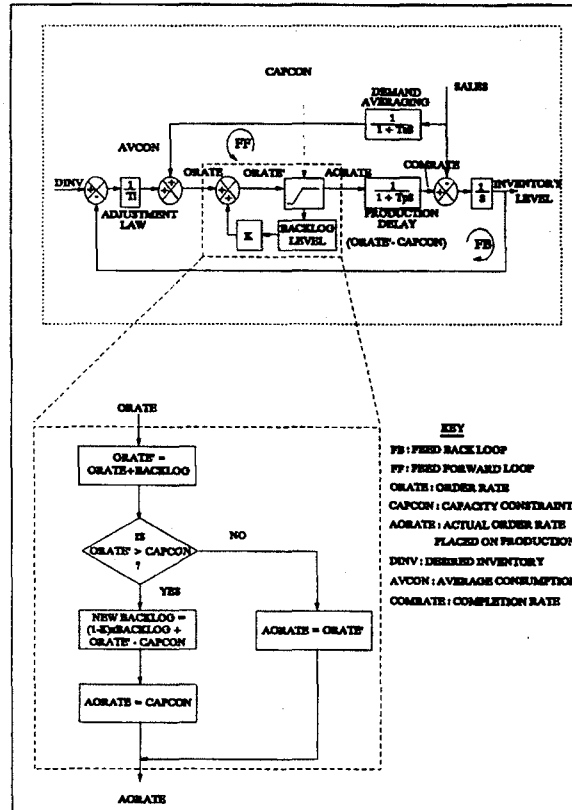 CAPCON
SALES
DEMAND
AVERAGING
1
1 + TaS
FF
AVCON
COMRATE
DINV
ORATE
ORATE'
AORATE
INVENTORY
LEVEL
1
Ti
1
1 + TpS
1
S
ADJUSTMENT
LAW
PRODUCTION
DELAY
K
BACKLOG
LEVEL
(ORATE'- CAPCON)
FB
ORATE
ORATE' =
ORATE+BACKLOG
IS
ORATE' > CAPCON
?
NO
YES
NEW BACKLOG =
(1-K)xBACKLOG +
ORATE' - CAPCON
AORATE = ORATE'
AORATE = CAPCON
AORATE
KEY
FB : FEED BACK LOOP
FF : FEED FORWARD LOOP
ORATE : ORDER RATE
CAPCON : CAPACITY CONSTRAINT
AORATE : ACTUAL ORDER RATE
PLACED ON PRODUCTION
DINV : DESIRED INVENTORY
AVCON : AVERAGE CONSUMPTION
COMRATE : COMPLETION RATE